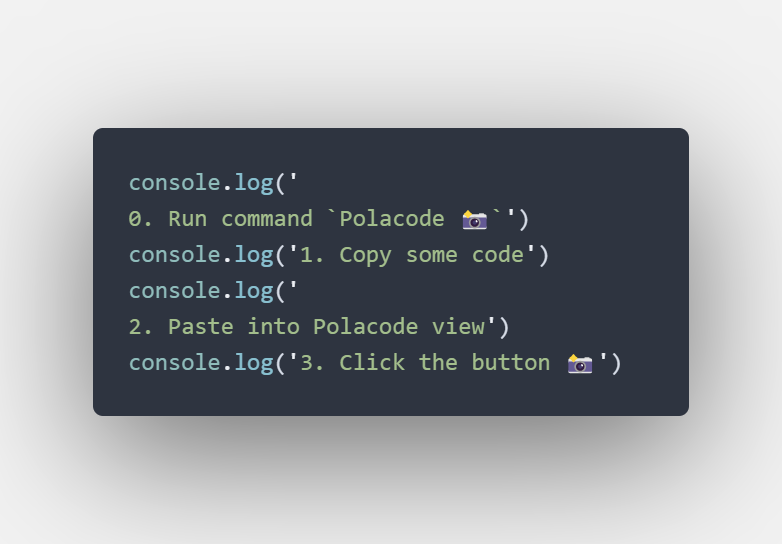 console.log('
0. Run command `Polacode 📸`')
console.log('1. Copy some code')
console.log('
2. Paste into Polacode view')
console.log('3. Click the button 📸')